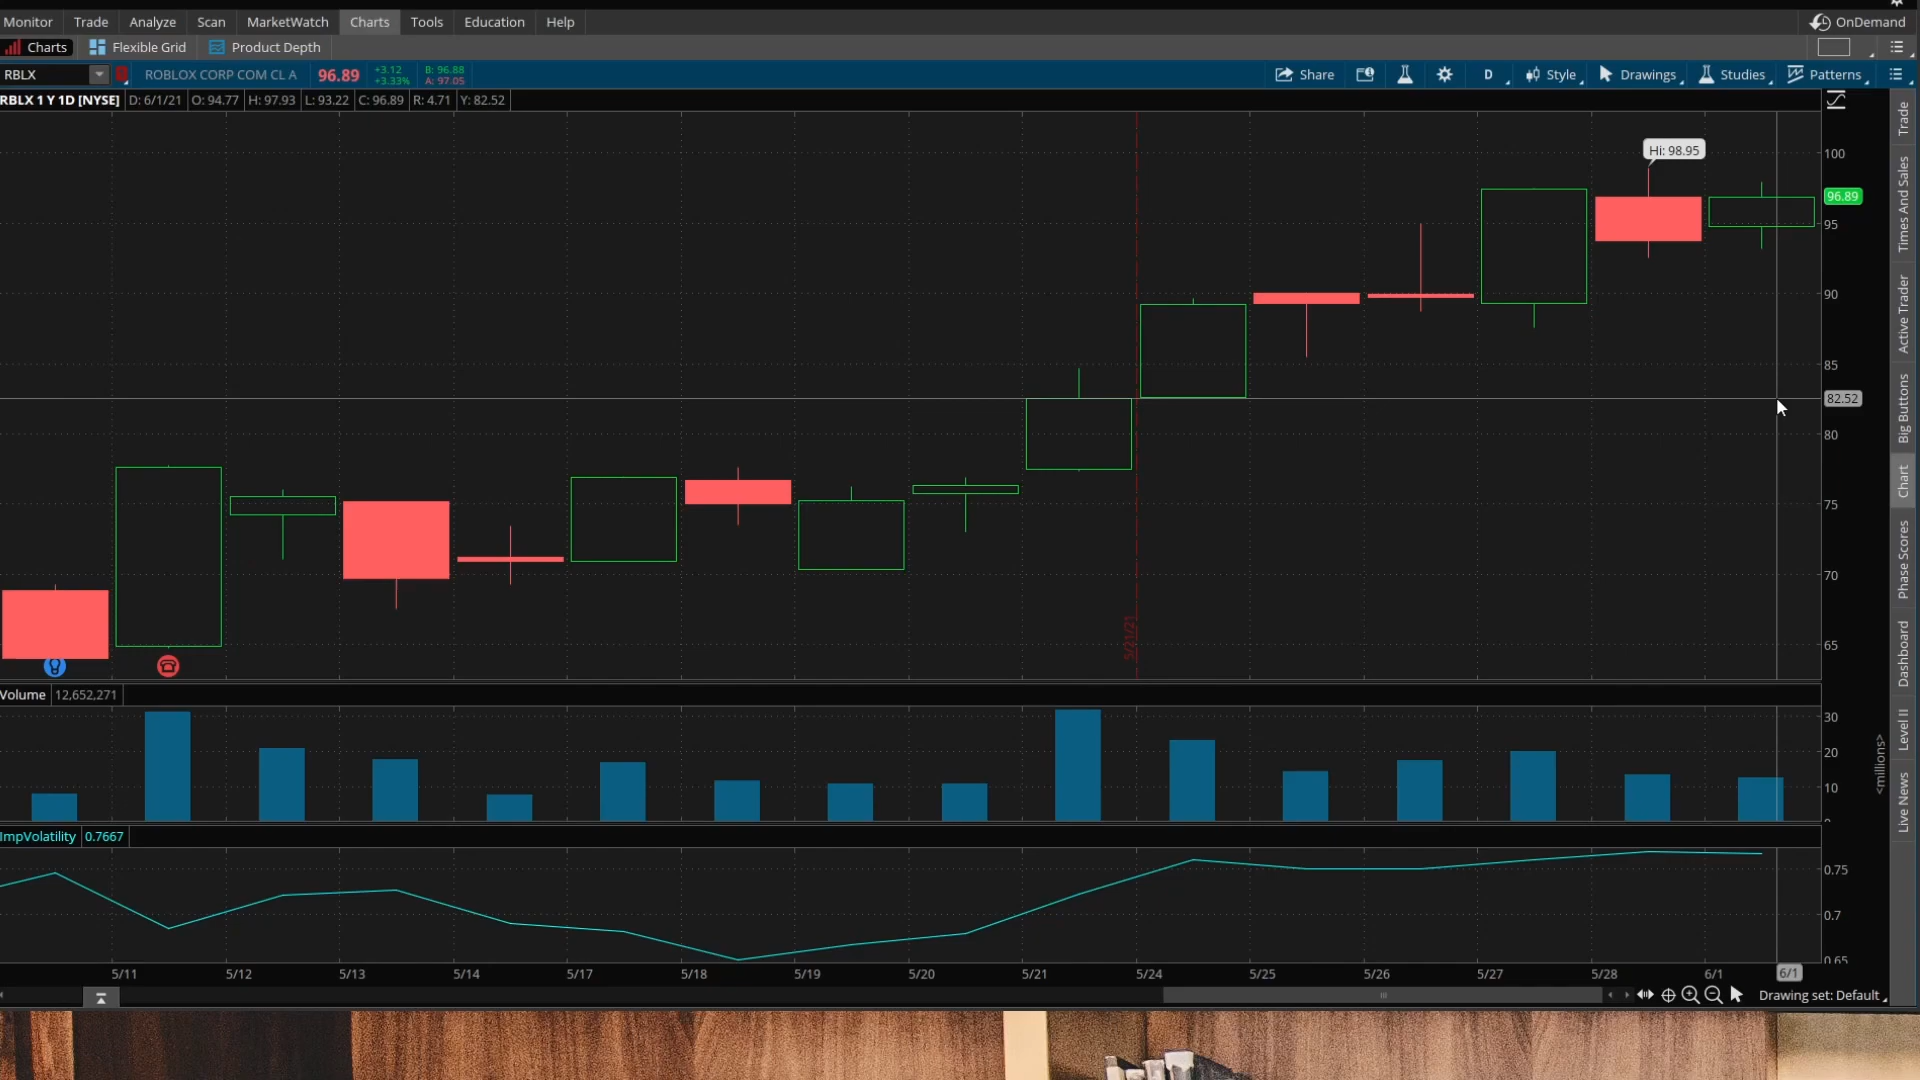 Monitor Trade Analyze Scan MarketWatch Charts Tools Education Help OnDemand
Charts Flexible Grid Product Depth
RBLX ROBLOX CORP COM CL A 96.89 +3.12 B: 96.88 Share D Style Drawings Studies Patterns
+3.33% A: 97.05
RBLX 1 Y 1D [NYSE] D: 6/1/21 O: 94.77 H: 97.93 L: 93.22 C: 96.89 R: 4.71 Y: 82.52
Hi: 98.95
100
96.89
95
90
85
82.52
80
75
70
65
5/21/21
Volume 12,652,271
30
20
10
<millions>
ImpVolatility 0.7667
0.75
0.7
0.65
5/11 5/12 5/13 5/14 5/17 5/18 5/19 5/20 5/21 5/24 5/25 5/26 5/27 5/28 6/1 6/1
Drawing set: Default
Trade
Times And Sales
Active Trader
Big Buttons
Chart
Phase Scores
Dashboard
Level II
Live News